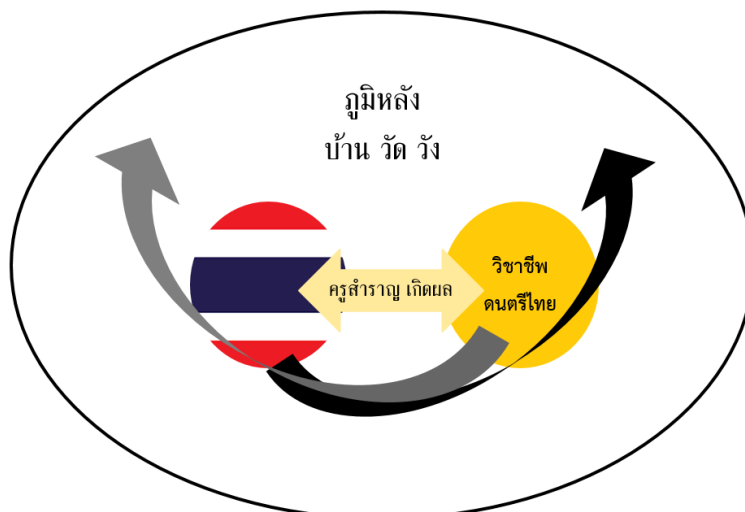 ภูมิหลัง
บ้าน วัด วัง
ครูสำราญ เกิดผล
วิชาชีพ
ดนตรีไทย